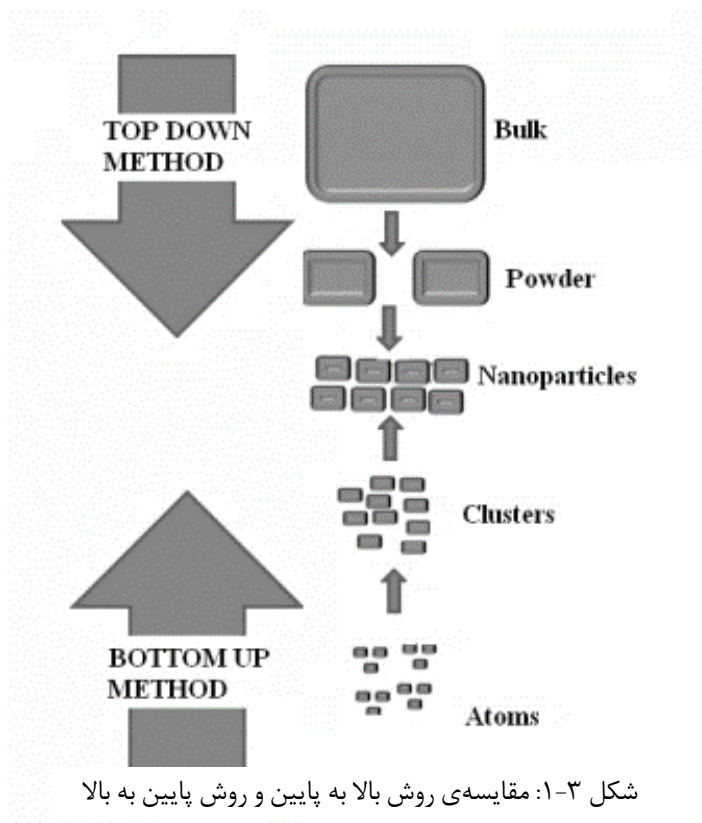 TOP DOWN
METHOD
Bulk
Powder
Nanoparticles
Clusters
BOTTOM UP
METHOD
Atoms
شکل ۳-۱: مقایسه‌ی روش بالا به پایین و روش پایین به بالا